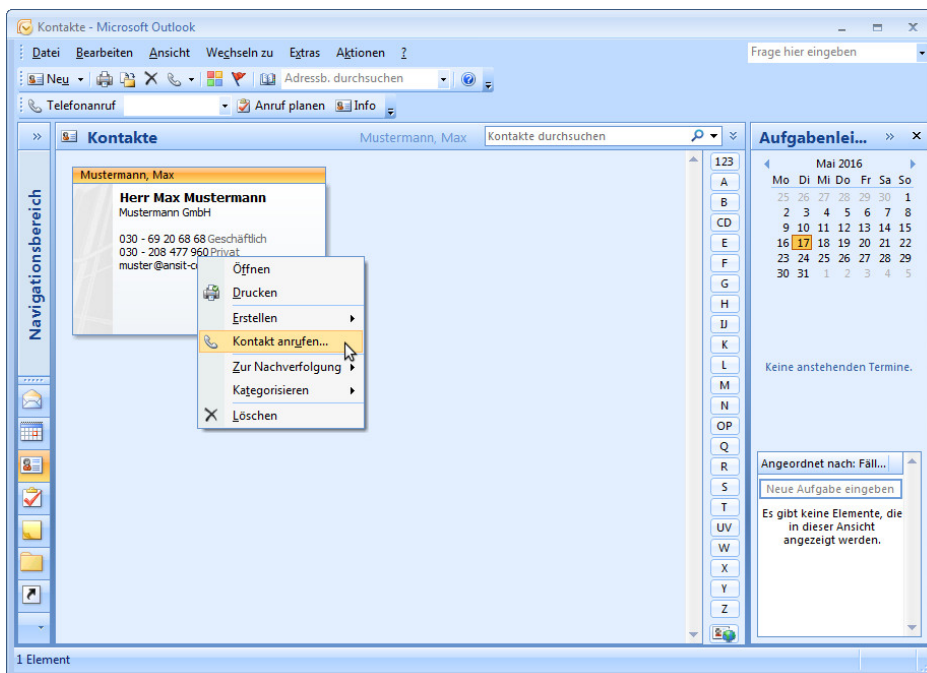 Kontakte - Microsoft Outlook
Datei Bearbeiten Ansicht Wechseln zu Extras Aktionen ?
Frage hier eingeben
Neu Adressb. durchsuchen
Telefonanruf Anruf planen Info
Kontakte
Mustermann, Max
Kontakte durchsuchen
Navigationsbereich
Mustermann, Max
Herr Max Mustermann
Mustermann GmbH
030 - 69 20 68 68 Geschäftlich
030 - 208 477 960 Privat
muster@ansit-c
Öffnen
Drucken
Erstellen
Kontakt anrufen...
Zur Nachverfolgung
Kategorisieren
Löschen
123
A
B
CD
E
F
G
H
IJ
K
L
M
N
OP
Q
R
S
T
UV
W
X
Y
Z
Aufgabenlei...
Mai 2016
Mo Di Mi Do Fr Sa So
25 26 27 28 29 30 1
2 3 4 5 6 7 8
9 10 11 12 13 14 15
16 17 18 19 20 21 22
23 24 25 26 27 28 29
30 31 1 2 3 4 5
Keine anstehenden Termine.
Angeordnet nach: Fäll...
Neue Aufgabe eingeben
Es gibt keine Elemente, die
in dieser Ansicht
angezeigt werden.
1 Element